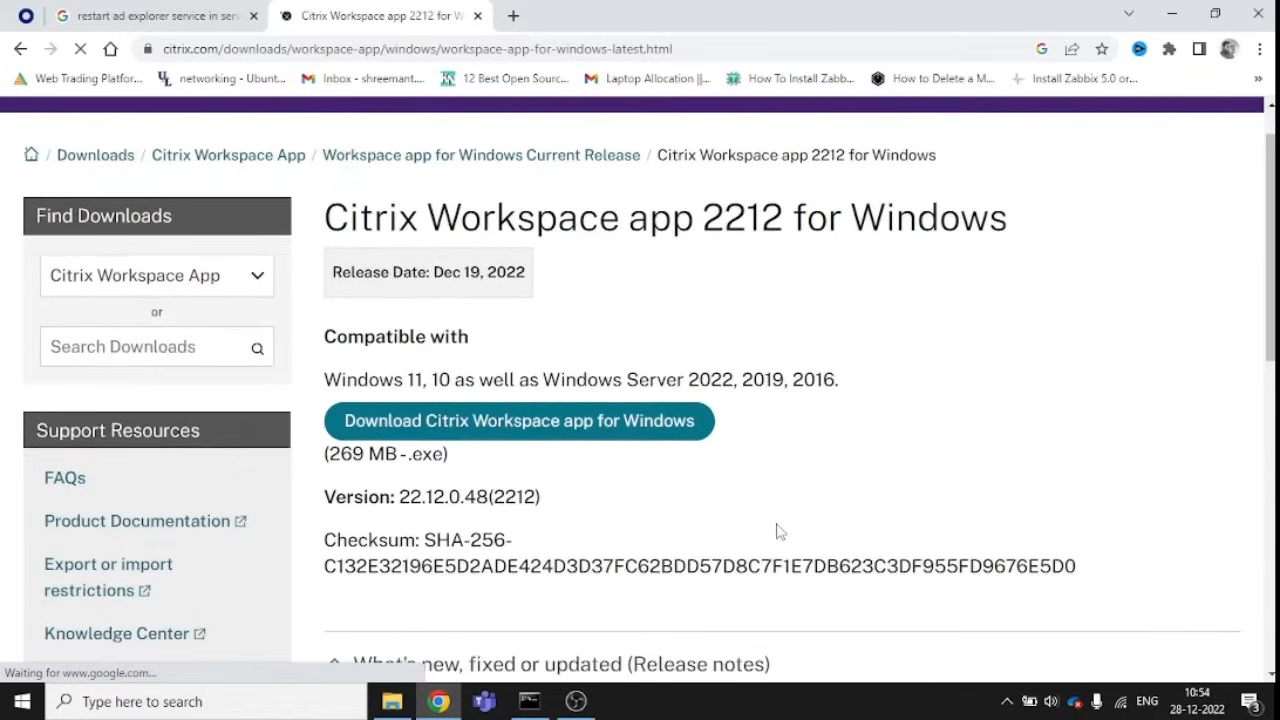 restart ad explorer service in ser
Citrix Workspace app 2212 for W
citrix.com/downloads/workspace-app/windows/workspace-app-for-windows-latest.html
Web Trading Platfor...
networking - Ubunt...
Inbox - shreemant....
12 Best Open Sourc...
Laptop Allocation ||...
How To Install Zabb...
How to Delete a M...
Install Zabbix 5.0 or...
»
/ Downloads / Citrix Workspace App / Workspace app for Windows Current Release / Citrix Workspace app 2212 for Windows
Find Downloads
Citrix Workspace App
or
Search Downloads
Support Resources
FAQs
Product Documentation
Export or import
restrictions
Knowledge Center
Citrix Workspace app 2212 for Windows
Release Date: Dec 19, 2022
Compatible with
Windows 11, 10 as well as Windows Server 2022, 2019, 2016.
Download Citrix Workspace app for Windows
(269 MB - .exe)
Version: 22.12.0.48(2212)
Checksum: SHA-256-
C132E32196E5D2ADE424D3D37FC62BDD57D8C7F1E7DB623C3DF955FD9676E5D0
What's new, fixed or updated (Release notes)
Waiting for www.google.com...
Type here to search
ENG
10:54
28-12-2022
3